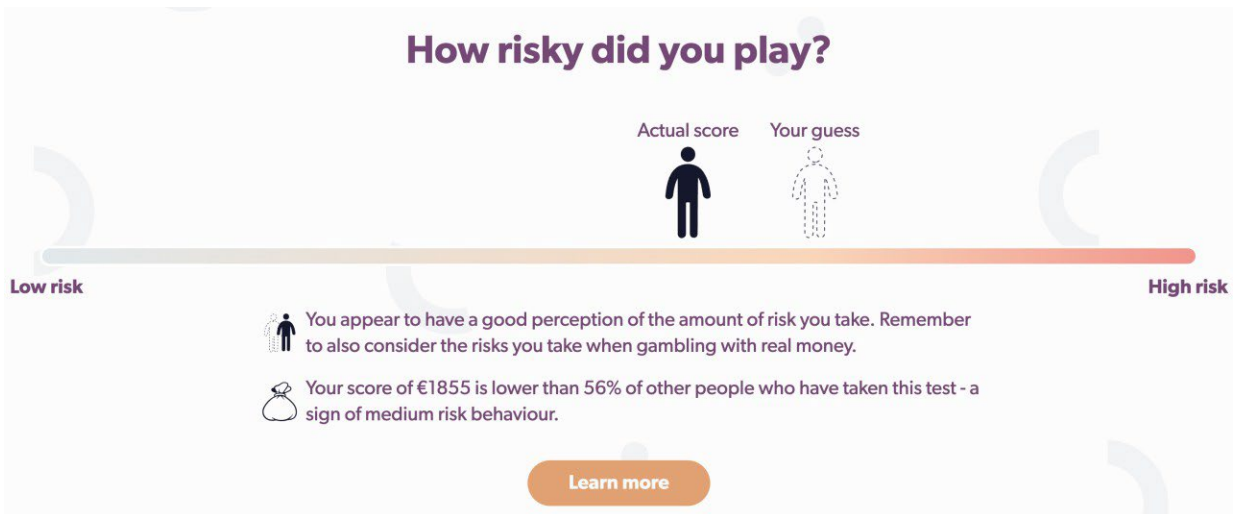 How risky did you play?
Actual score
Your guess
Low risk
High risk
You appear to have a good perception of the amount of risk you take. Remember
to also consider the risks you take when gambling with real money.
Your score of €1855 is lower than 56% of other people who have taken this test - a
sign of medium risk behaviour.
Learn more